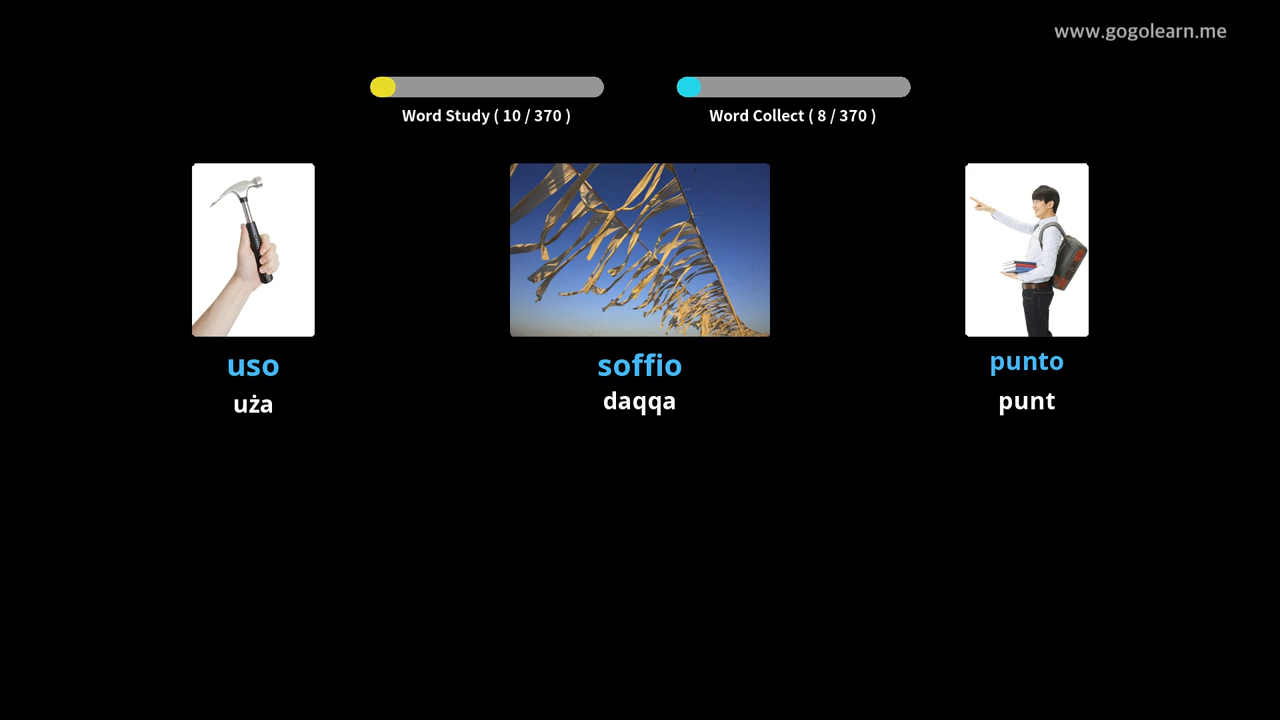 www.gogolearn.me
Word Study ( 10 / 370 )
Word Collect ( 8 / 370 )
uso
uża
soffio
daqqa
punto
punt